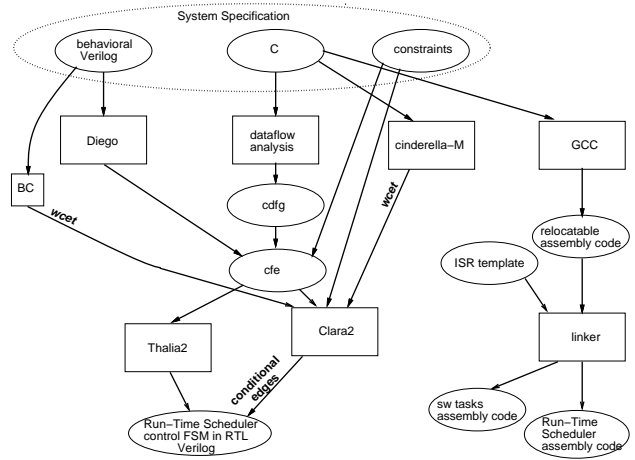 System Specification
behavioral
Verilog
C
constraints
Diego
dataflow
analysis
cinderella-M
GCC
BC
wcet
cdfg
wcet
relocatable
assembly code
cfe
ISR template
Thalia2
Clara2
linker
conditional
edges
Run-Time Scheduler
control FSM in RTL
Verilog
sw tasks
assembly code
Run-Time
Scheduler
assembly code